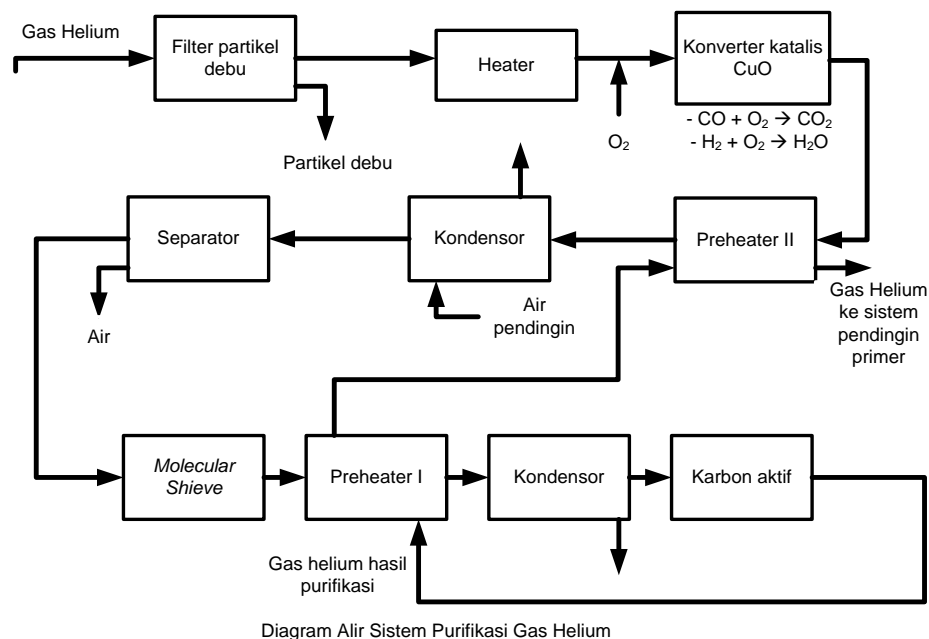 Gas Helium
Filter partikel
debu
Heater
Konverter katalis
CuO
- CO + O₂ → CO₂
- H₂ + O₂ → H₂O
O₂
Partikel debu
Separator
Kondensor
Preheater II
Air
Air
pendingin
Gas Helium
ke sistem
pendingin
primer
Molecular
Shieve
Preheater I
Kondensor
Karbon aktif
Gas helium hasil
purifikasi
Diagram Alir Sistem Purifikasi Gas Helium